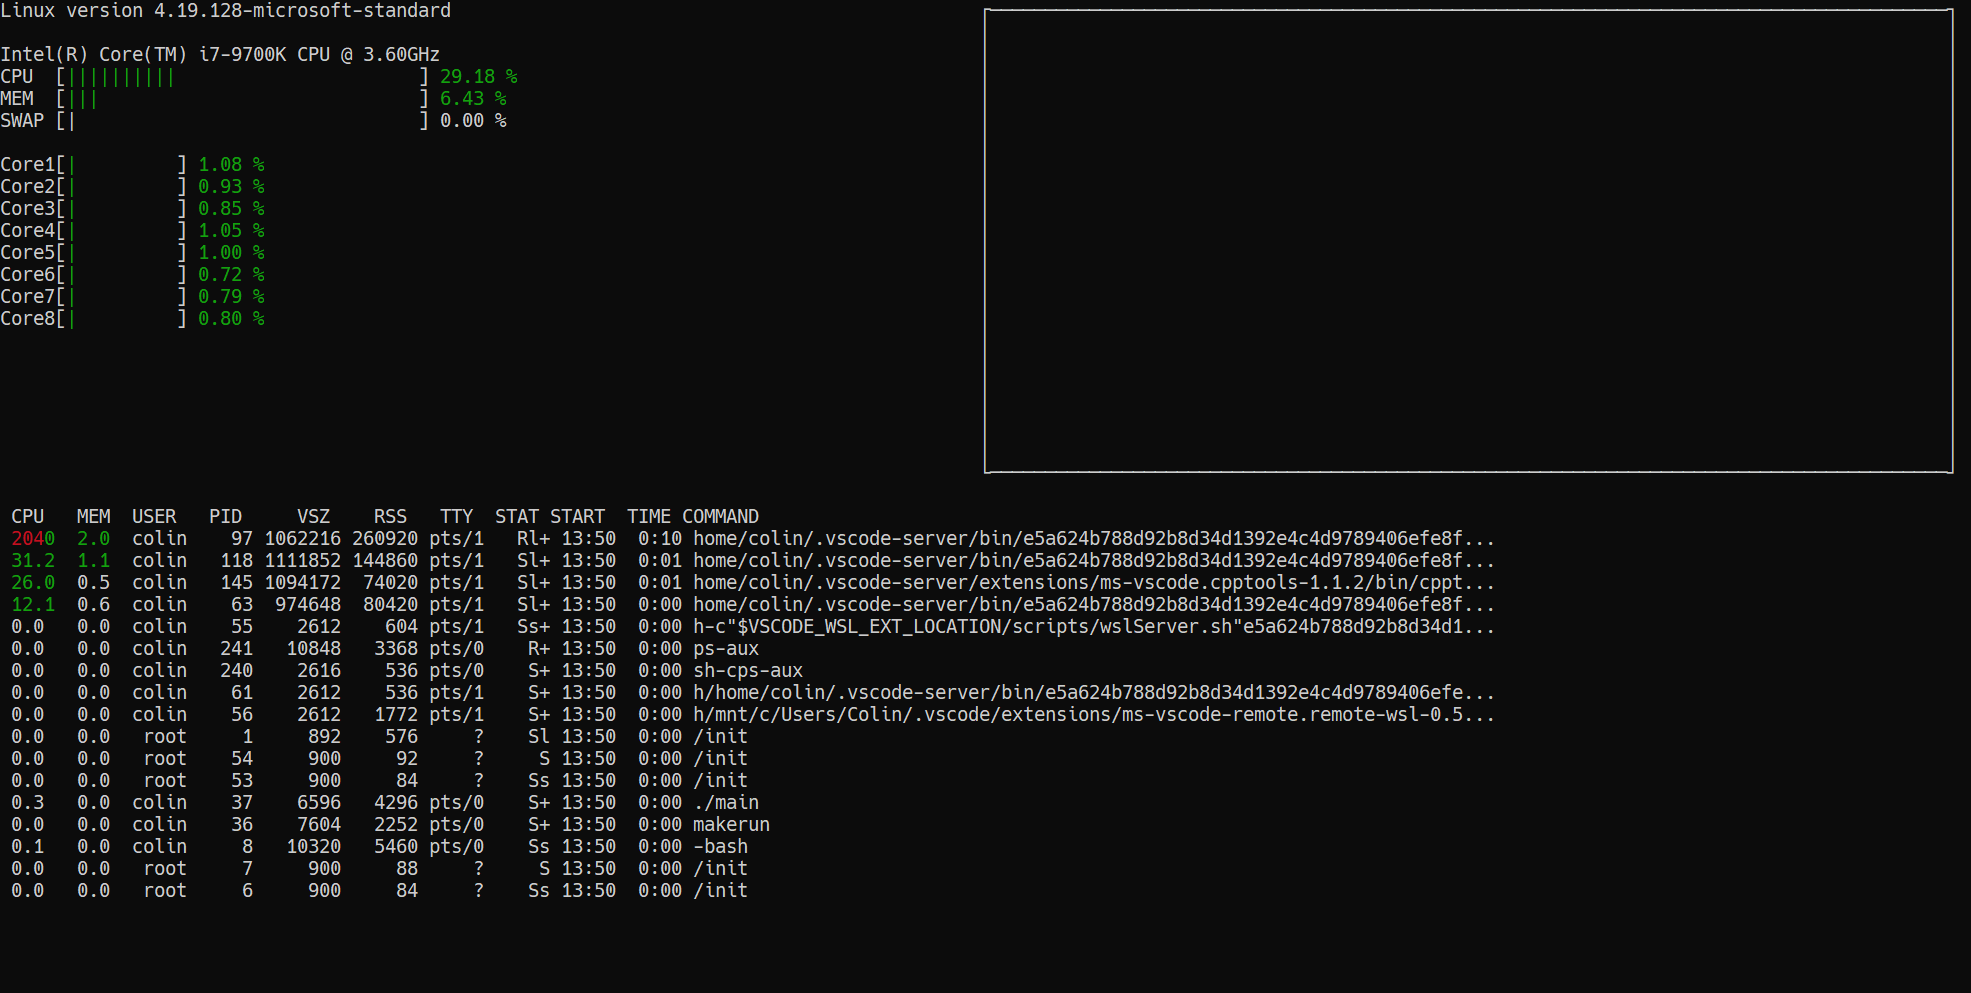 Linux version 4.19.128-microsoft-standard
Intel(R) Core(TM) i7-9700K CPU @ 3.60GHz
CPU  [||||||||||                      ] 29.18 %
MEM  [|||                             ] 6.43 %
SWAP [|                               ] 0.00 %
Core1[|         ] 1.08 %
Core2[|         ] 0.93 %
Core3[|         ] 0.85 %
Core4[|         ] 1.05 %
Core5[|         ] 1.00 %
Core6[|         ] 0.72 %
Core7[|         ] 0.79 %
Core8[|         ] 0.80 %
CPU   MEM  USER   PID     VSZ    RSS   TTY  STAT START  TIME COMMAND
2040  2.0  colin    97 1062216 260920 pts/1   Rl+ 13:50  0:10 home/colin/.vscode-server/bin/e5a624b788d92b8d34d1392e4c4d9789406efe8f...
31.2  1.1  colin   118 1111852 144860 pts/1   Sl+ 13:50  0:01 home/colin/.vscode-server/bin/e5a624b788d92b8d34d1392e4c4d9789406efe8f...
26.0  0.5  colin   145 1094172  74020 pts/1   Sl+ 13:50  0:01 home/colin/.vscode-server/extensions/ms-vscode.cpptools-1.1.2/bin/cppt...
12.1  0.6  colin    63  974648  80420 pts/1   Sl+ 13:50  0:00 home/colin/.vscode-server/bin/e5a624b788d92b8d34d1392e4c4d9789406efe8f...
0.0   0.0  colin    55    2612    604 pts/1   Ss+ 13:50  0:00 h-c"$VSCODE_WSL_EXT_LOCATION/scripts/wslServer.sh"e5a624b788d92b8d34d1...
0.0   0.0  colin   241   10848   3368 pts/0    R+ 13:50  0:00 ps-aux
0.0   0.0  colin   240    2616    536 pts/0    S+ 13:50  0:00 sh-cps-aux
0.0   0.0  colin    61    2612    536 pts/1    S+ 13:50  0:00 h/home/colin/.vscode-server/bin/e5a624b788d92b8d34d1392e4c4d9789406efe...
0.0   0.0  colin    56    2612   1772 pts/1    S+ 13:50  0:00 h/mnt/c/Users/Colin/.vscode/extensions/ms-vscode-remote.remote-wsl-0.5...
0.0   0.0   root     1     892    576     ?    Sl 13:50  0:00 /init
0.0   0.0   root    54     900     92     ?     S 13:50  0:00 /init
0.0   0.0   root    53     900     84     ?    Ss 13:50  0:00 /init
0.3   0.0  colin    37    6596   4296 pts/0    S+ 13:50  0:00 ./main
0.0   0.0  colin    36    7604   2252 pts/0    S+ 13:50  0:00 makerun
0.1   0.0  colin     8   10320   5460 pts/0    Ss 13:50  0:00 -bash
0.0   0.0   root     7     900     88     ?     S 13:50  0:00 /init
0.0   0.0   root     6     900     84     ?    Ss 13:50  0:00 /init